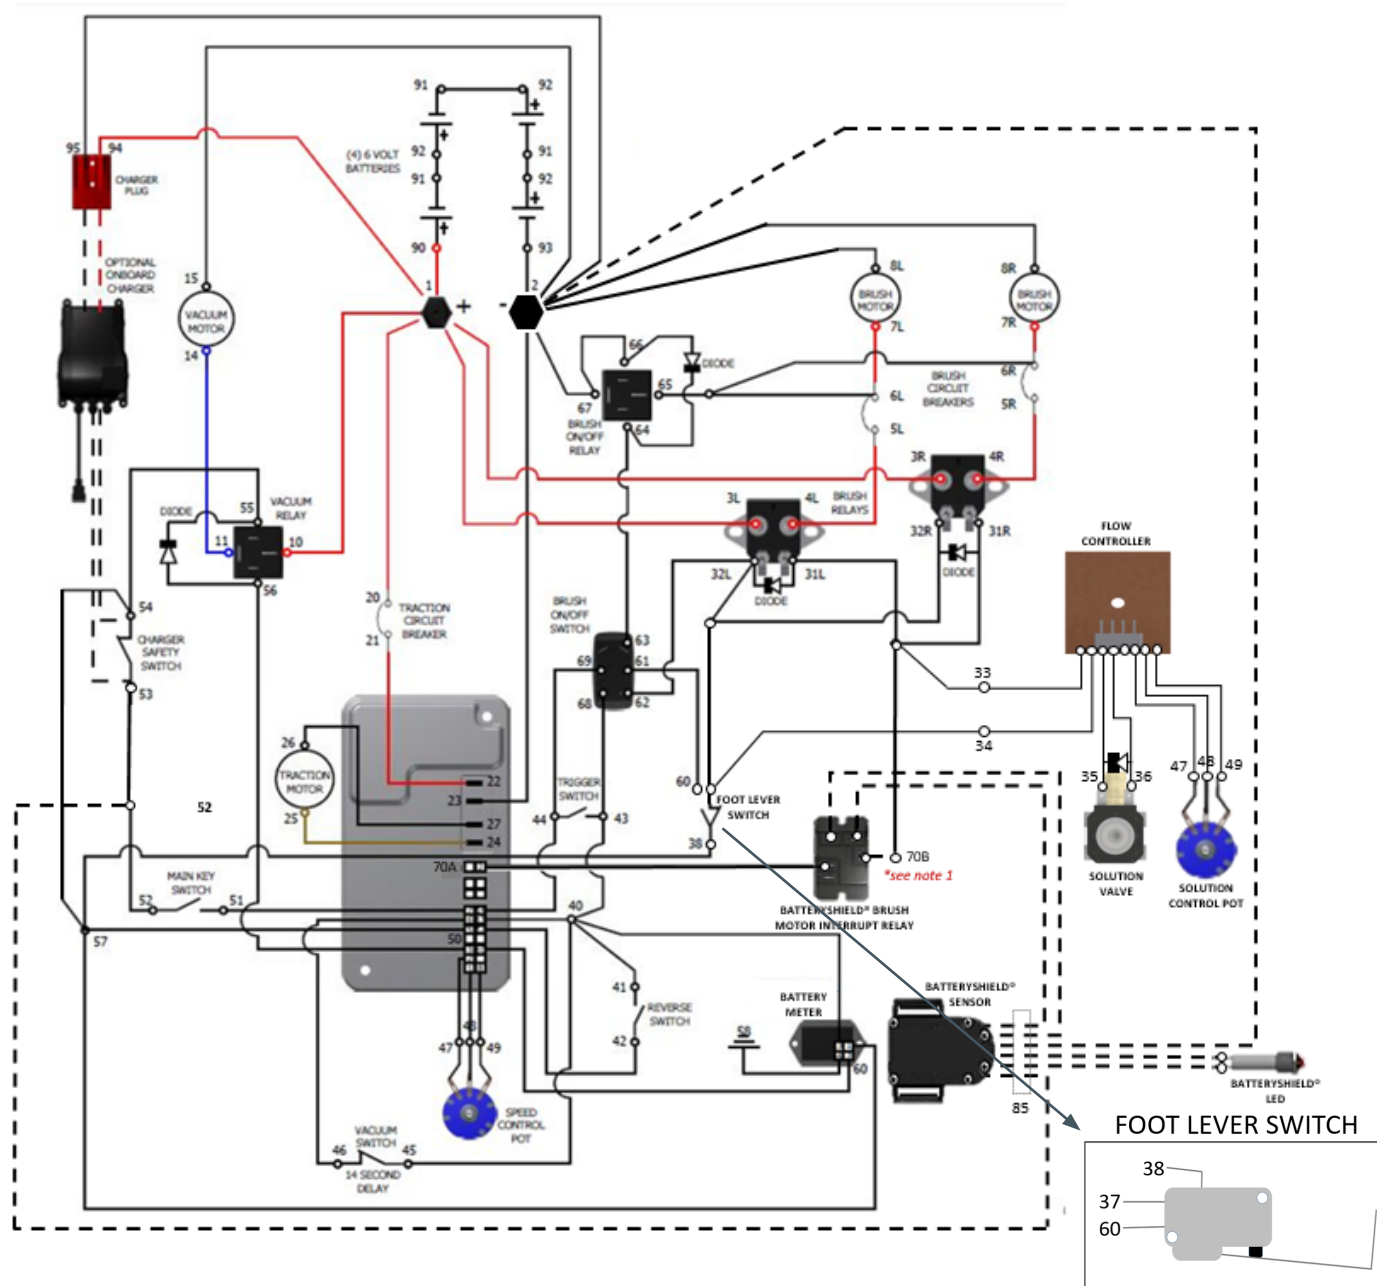 91
92
95
94
CHARGER
PLUG
(4) 6 VOLT
BATTERIES
92
91
91
92
90
93
1
+
-
2
OPTIONAL
ONBOARD
CHARGER
15
VACUUM
MOTOR
14
8L
BRUSH
MOTOR
7L
8R
BRUSH
MOTOR
7R
66
DIODE
65
67
BRUSH
ON/OFF
RELAY
64
BRUSH
CIRCUIT
BREAKERS
6L
5L
6R
5R
3R
4R
3L
4L
BRUSH
RELAYS
32R
31R
DIODE
32L
31L
DIODE
FLOW
CONTROLLER
DIODE
55
VACUUM
RELAY
11
10
56
54
CHARGER
SAFETY
SWITCH
53
20
TRACTION
CIRCUIT
BREAKER
21
BRUSH
ON/OFF
SWITCH
63
69
61
68
62
33
34
26
TRACTION
MOTOR
25
22
23
27
24
70A
50
52
TRIGGER
SWITCH
44
43
60
FOOT LEVER
SWITCH
38
70B
*see note 1
BATTERYSHIELD® BRUSH
MOTOR INTERRUPT RELAY
35
36
SOLUTION
VALVE
47
48
49
SOLUTION
CONTROL POT
MAIN KEY
SWITCH
52
51
57
40
41
REVERSE
SWITCH
42
BATTERY
METER
58
60
BATTERYSHIELD®
SENSOR
85
BATTERYSHIELD®
LED
48
47
49
SPEED
CONTROL
POT
VACUUM
SWITCH
46
45
14 SECOND
DELAY
FOOT LEVER SWITCH
38
37
60